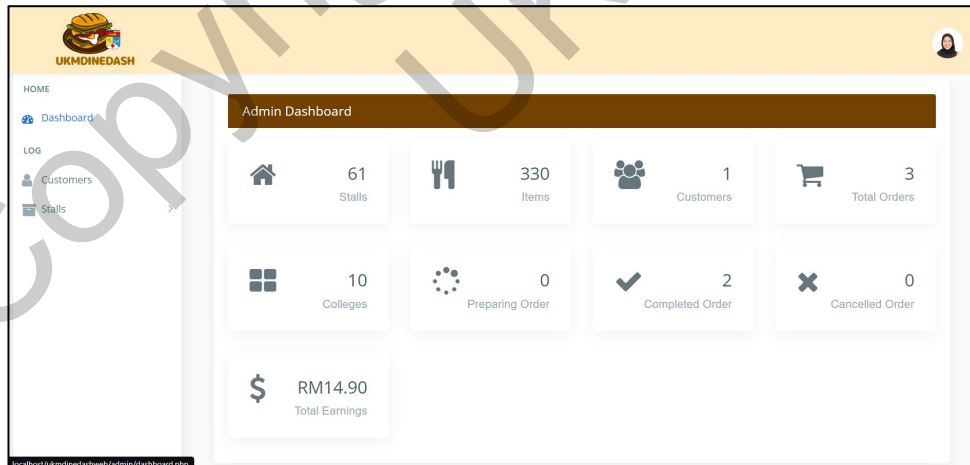 UKMDINEDASH
HOME
Dashboard
LOG
Customers
Stalls
Admin Dashboard
61
Stalls
330
Items
1
Customers
3
Total Orders
10
Colleges
0
Preparing Order
2
Completed Order
0
Cancelled Order
RM14.90
Total Earnings
localhost/ukmdinedashweb/admin/dashboard.php